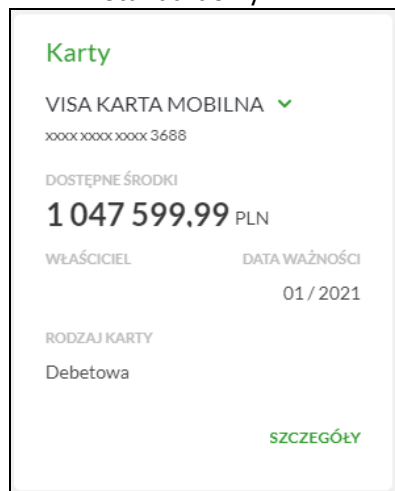 Karty
VISA KARTA MOBILNA
xxxx xxxx xxxx 3688
DOSTĘPNE ŚRODKI
1 047 599,99 PLN
WŁAŚCICIEL DATA WAŻNOŚCI
01 / 2021
RODZAJ KARTY
Debetowa
SZCZEGÓŁY